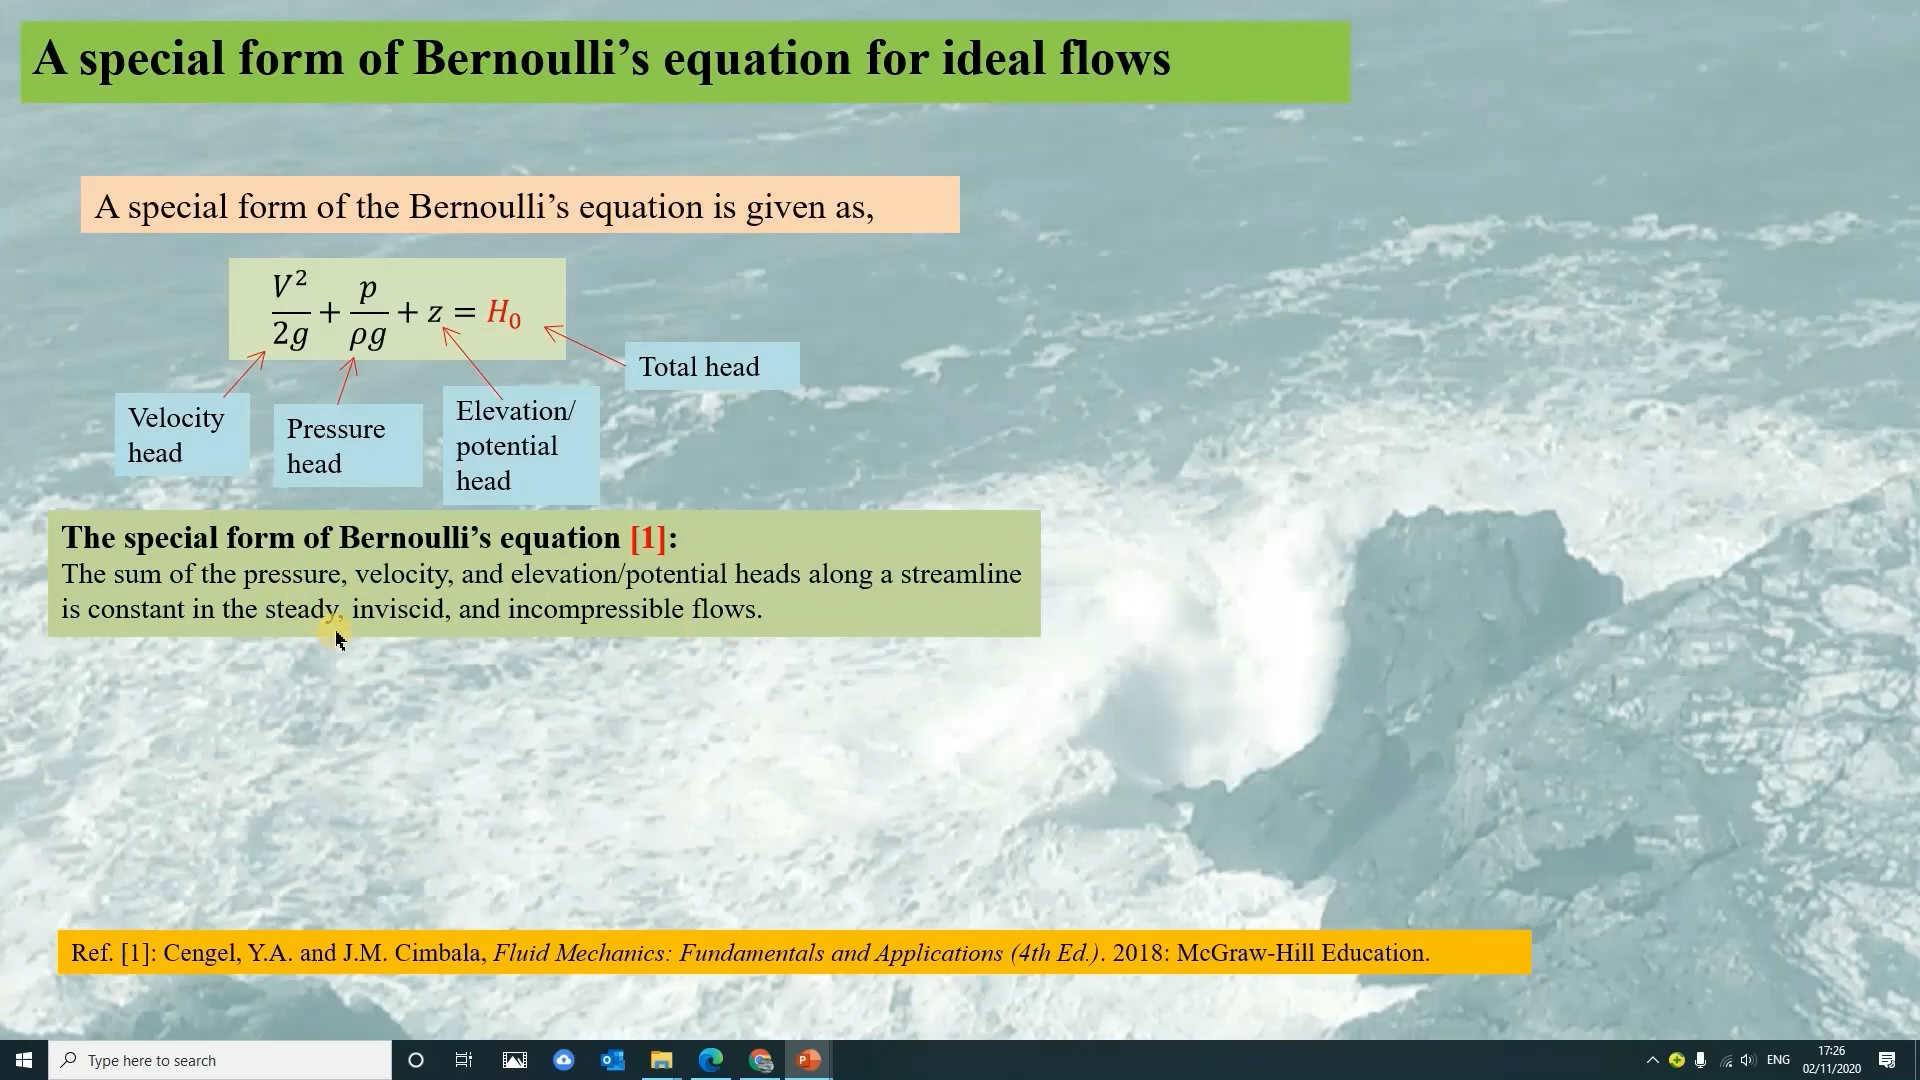 A special form of Bernoulli’s equation for ideal flows
A special form of the Bernoulli’s equation is given as,
V²/2g + p/ρg + z = H₀
Total head
Velocity
head
Pressure
head
Elevation/
potential
head
The special form of Bernoulli’s equation [1]:
The sum of the pressure, velocity, and elevation/potential heads along a streamline
is constant in the steady, inviscid, and incompressible flows.
Ref. [1]: Cengel, Y.A. and J.M. Cimbala, Fluid Mechanics: Fundamentals and Applications (4th Ed.). 2018: McGraw-Hill Education.
Type here to search
ENG
17:26
02/11/2020